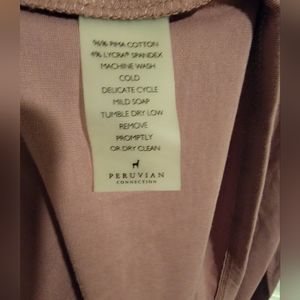 96% PIMA COTTON
4% LYCRA® SPANDEX
MACHINE WASH
COLD
DELICATE CYCLE
MILD SOAP
TUMBLE DRY LOW
REMOVE
PROMPTLY
OR DRY CLEAN
PERUVIAN
CONNECTION